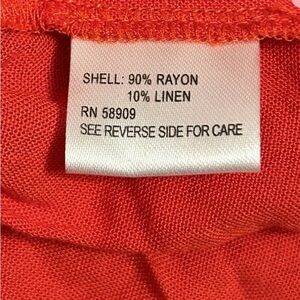 SHELL: 90% RAYON
10% LINEN
RN 58909
SEE REVERSE SIDE FOR CARE